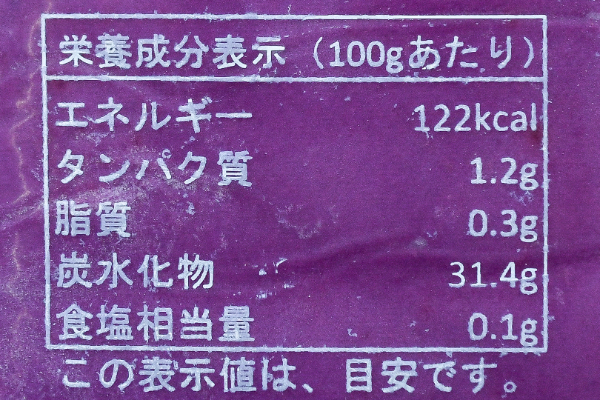 栄養成分表示（100gあたり）
エネルギー 122kcal
タンパク質 1.2g
脂質 0.3g
炭水化物 31.4g
食塩相当量 0.1g
この表示値は、目安です。